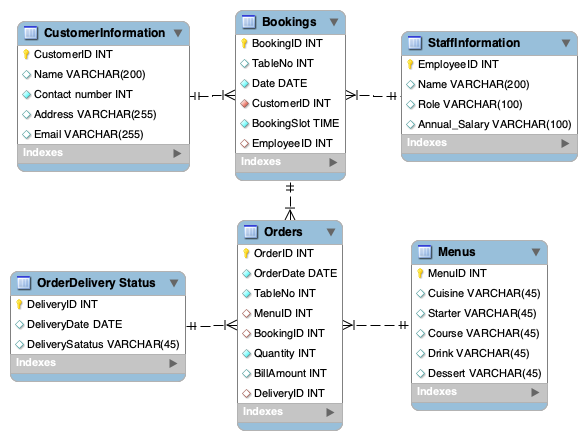 CustomerInformation
CustomerID INT
Name VARCHAR(200)
Contact number INT
Address VARCHAR(255)
Email VARCHAR(255)
Indexes
Bookings
BookingID INT
TableNo INT
Date DATE
CustomerID INT
BookingSlot TIME
EmployeeID INT
Indexes
StaffInformation
EmployeeID INT
Name VARCHAR(200)
Role VARCHAR(100)
Annual_Salary VARCHAR(100)
Indexes
OrderDelivery Status
DeliveryID INT
DeliveryDate DATE
DeliverySatatus VARCHAR(45)
Indexes
Orders
OrderID INT
OrderDate DATE
TableNo INT
MenuID INT
BookingID INT
Quantity INT
BillAmount INT
DeliveryID INT
Indexes
Menus
MenuID INT
Cuisine VARCHAR(45)
Starter VARCHAR(45)
Course VARCHAR(45)
Drink VARCHAR(45)
Dessert VARCHAR(45)
Indexes